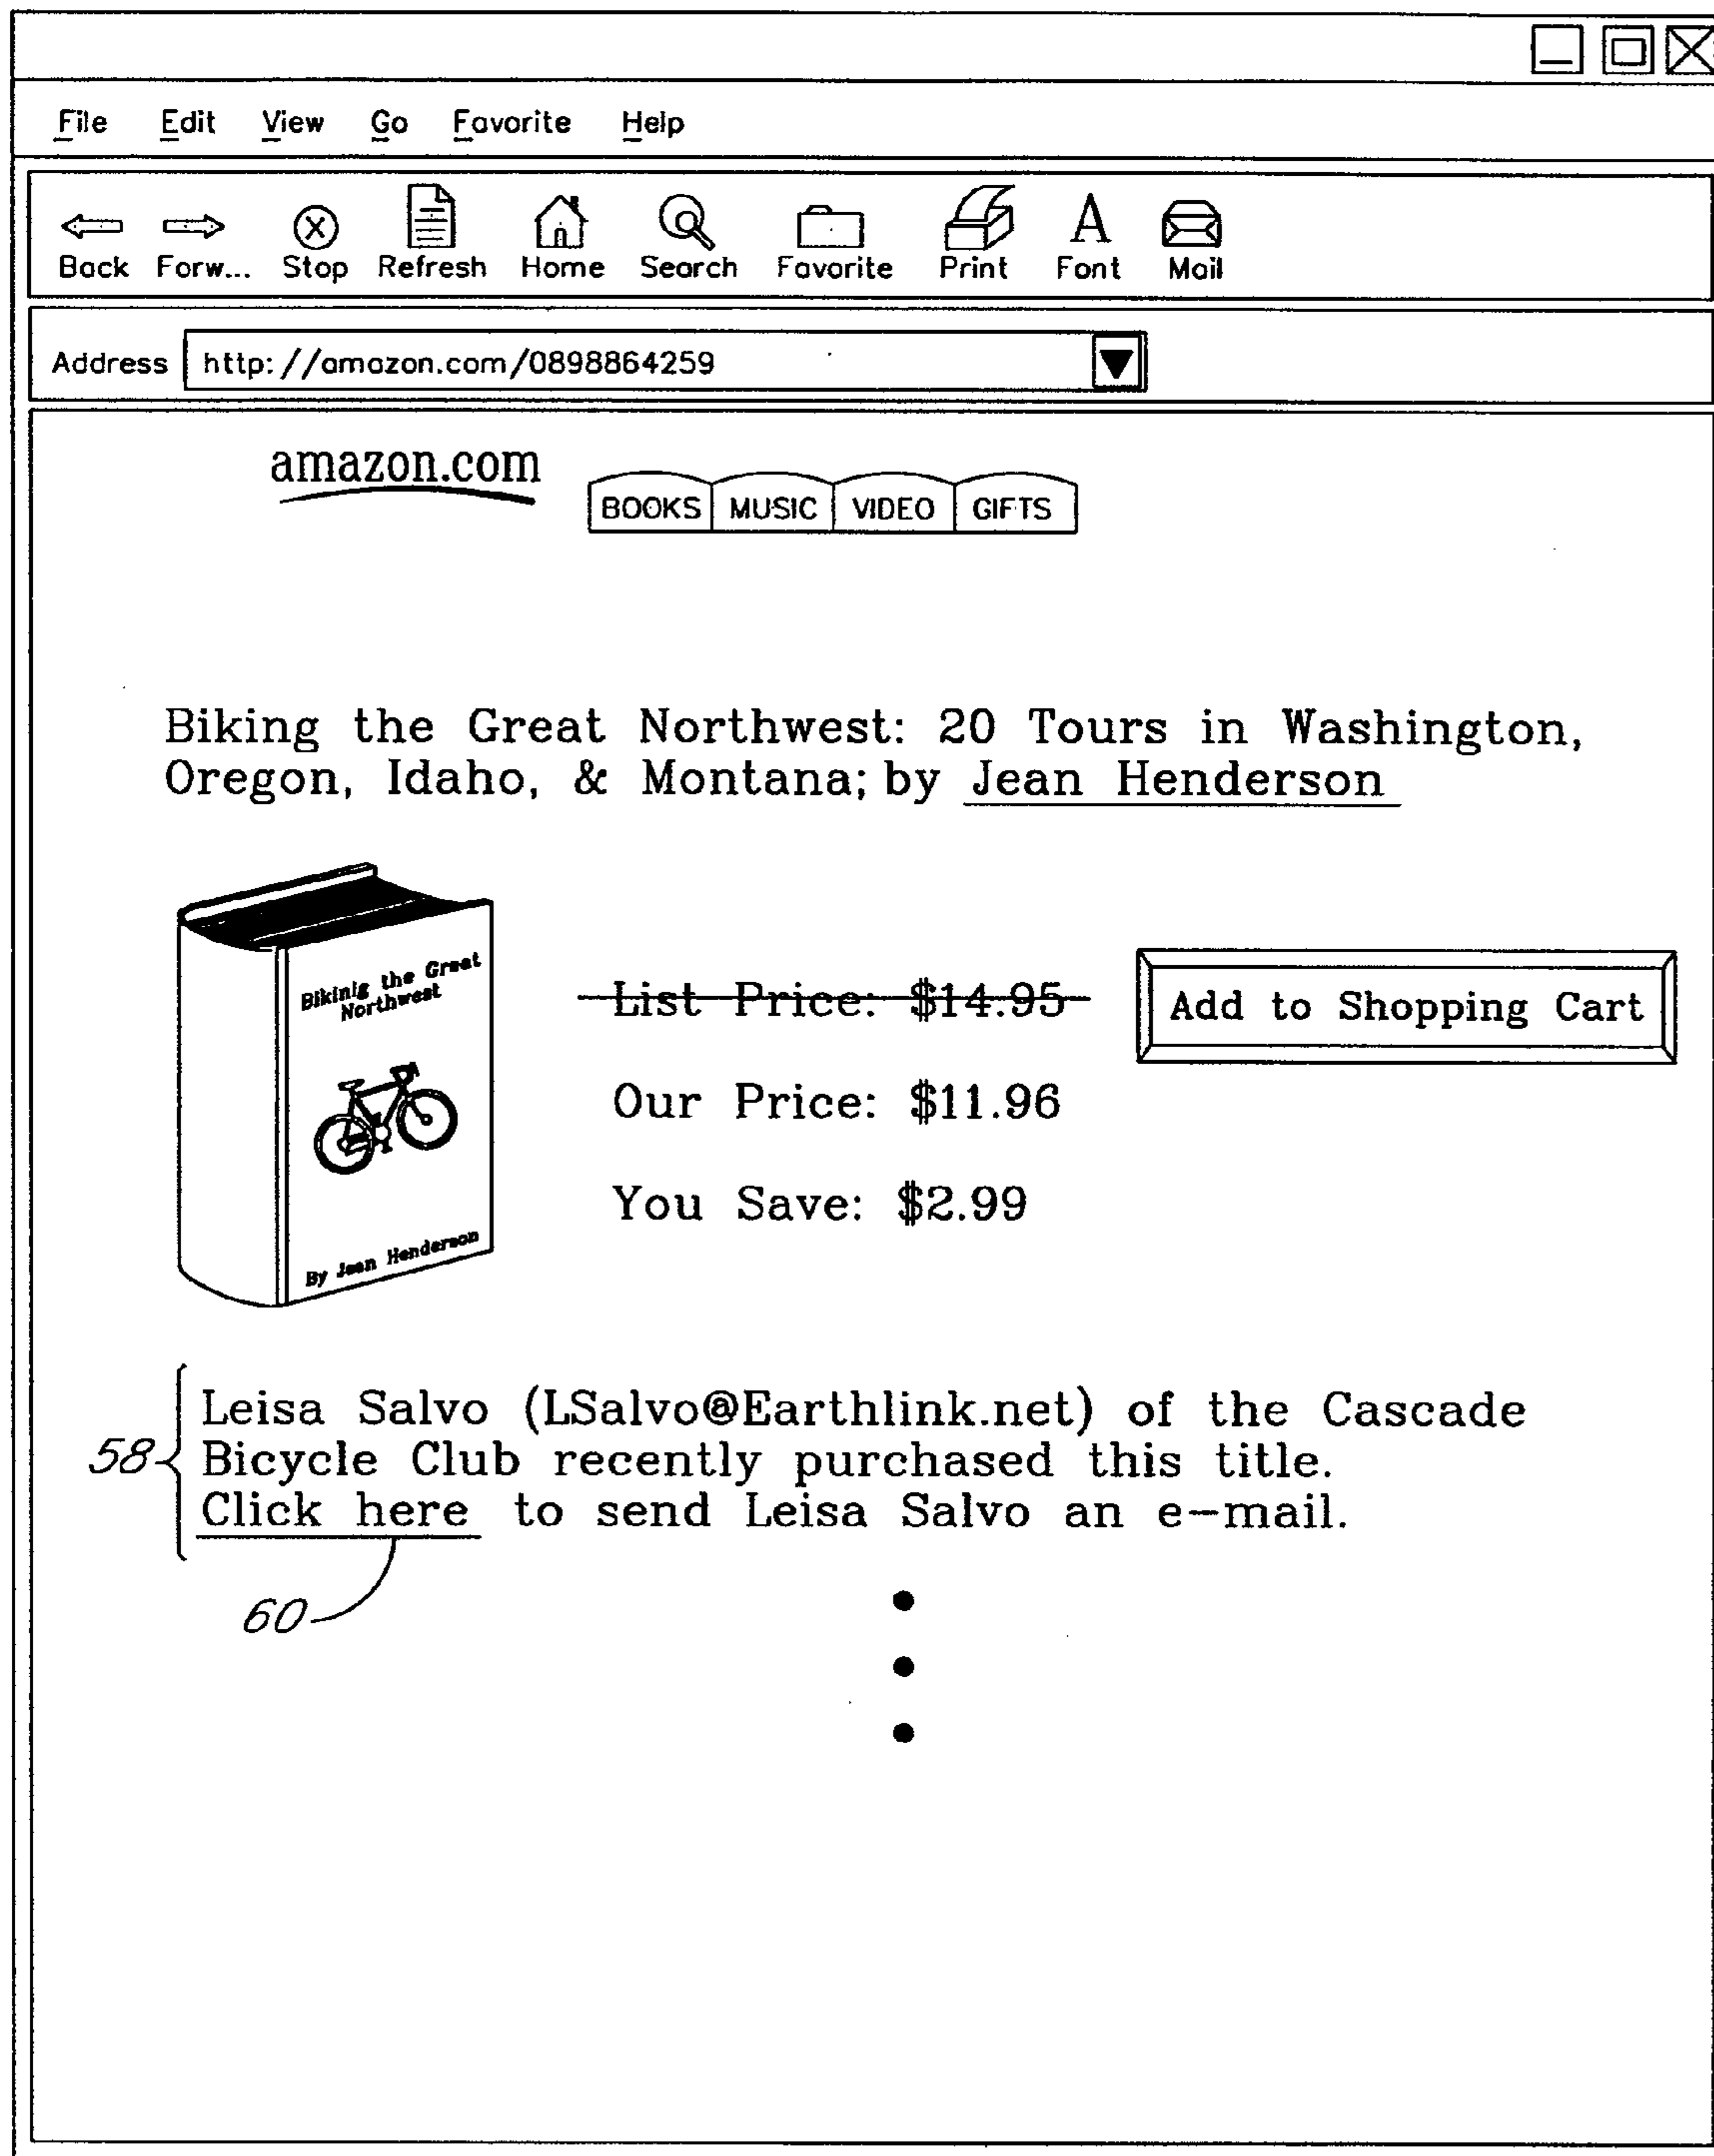 File Edit View Go Favorite Help
Back Forw... Stop Refresh Home Search Favorite Print Font Mail
Address http://amazon.com/0898864259
amazon.com
BOOKS MUSIC VIDEO GIFTS
Biking the Great Northwest: 20 Tours in Washington,
Oregon, Idaho, & Montana; by Jean Henderson
Bikinig the Great
Northwest
By Jean Henderson
List Price: $14.95
Add to Shopping Cart
Our Price: $11.96
You Save: $2.99
58
Leisa Salvo (LSalvo@Earthlink.net) of the Cascade
Bicycle Club recently purchased this title.
Click here to send Leisa Salvo an e-mail.
60